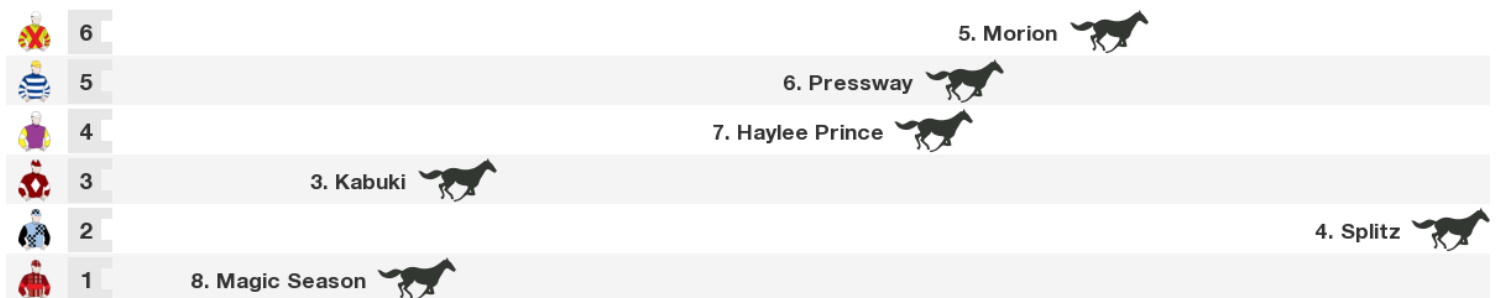 6 5. Morion
5 6. Pressway
4 7. Haylee Prince
3 3. Kabuki
2 4. Splitz
1 8. Magic Season